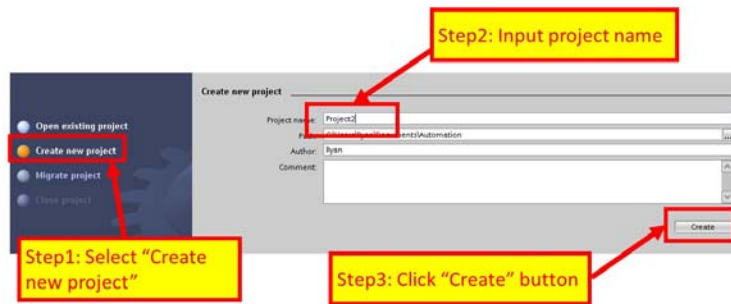 Step2: Input project name
Create new project
Project name: Project2
Author: Ryan
Comment:
Open existing project
Create new project
Migrate project
Close project
Create
Step1: Select “Create
new project”
Step3: Click “Create” button